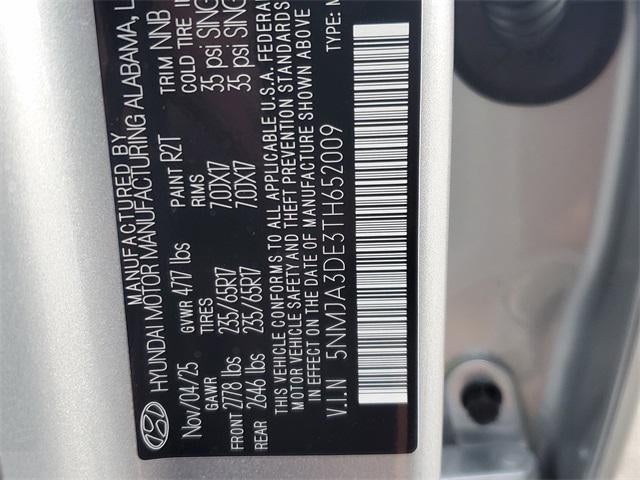 MANUFACTURED BY
HYUNDAI MOTOR MANUFACTURING ALABAMA, L
Nov/04/25 GVWR 4777 lbs PAINT R2T TRIM NNB
GAWR TIRES RIMS COLD TIRE
FRONT 2778 lbs 235/65R17 7.0JX17 35 psi SING
REAR 2646 lbs 235/65R17 7.0JX17 35 psi SING
THIS VEHICLE CONFORMS TO ALL APPLICABLE U.S.A. FEDERAL
MOTOR VEHICLE SAFETY AND THEFT PREVENTION STANDARDS
IN EFFECT ON THE DATE OF MANUFACTURE SHOWN ABOVE
V.I.N 5NMJA3DE3TH652009 TYPE: M